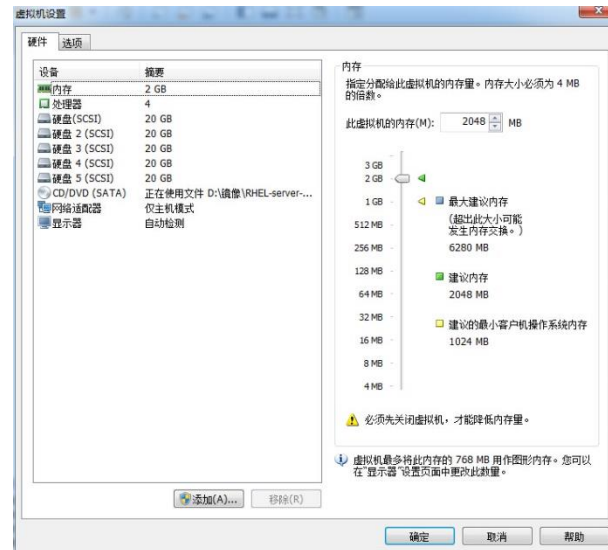 虚拟机设置
硬件 选项
设备 摘要
内存 2 GB
处理器 4
硬盘(SCSI) 20 GB
硬盘 2 (SCSI) 20 GB
硬盘 3 (SCSI) 20 GB
硬盘 4 (SCSI) 20 GB
硬盘 5 (SCSI) 20 GB
CD/DVD (SATA) 正在使用文件 D:\镜像\RHEL-server-...
网络适配器 仅主机模式
显示器 自动检测
添加(A)... 移除(R)
内存
指定分配给此虚拟机的内存量。内存大小必须为 4 MB
的倍数。
此虚拟机的内存(M): 2048 MB
3 GB
2 GB
1 GB
512 MB
256 MB
128 MB
64 MB
32 MB
16 MB
8 MB
4 MB
最大建议内存
(超出此大小可能
发生内存交换。)
6280 MB
建议内存
2048 MB
建议的最小客户机操作系统内存
1024 MB
必须先关闭虚拟机，才能降低内存量。
虚拟机最多将此内存的 768 MB 用作图形内存。您可以
在"显示器"设置页面中更改此数量。
确定 取消 帮助